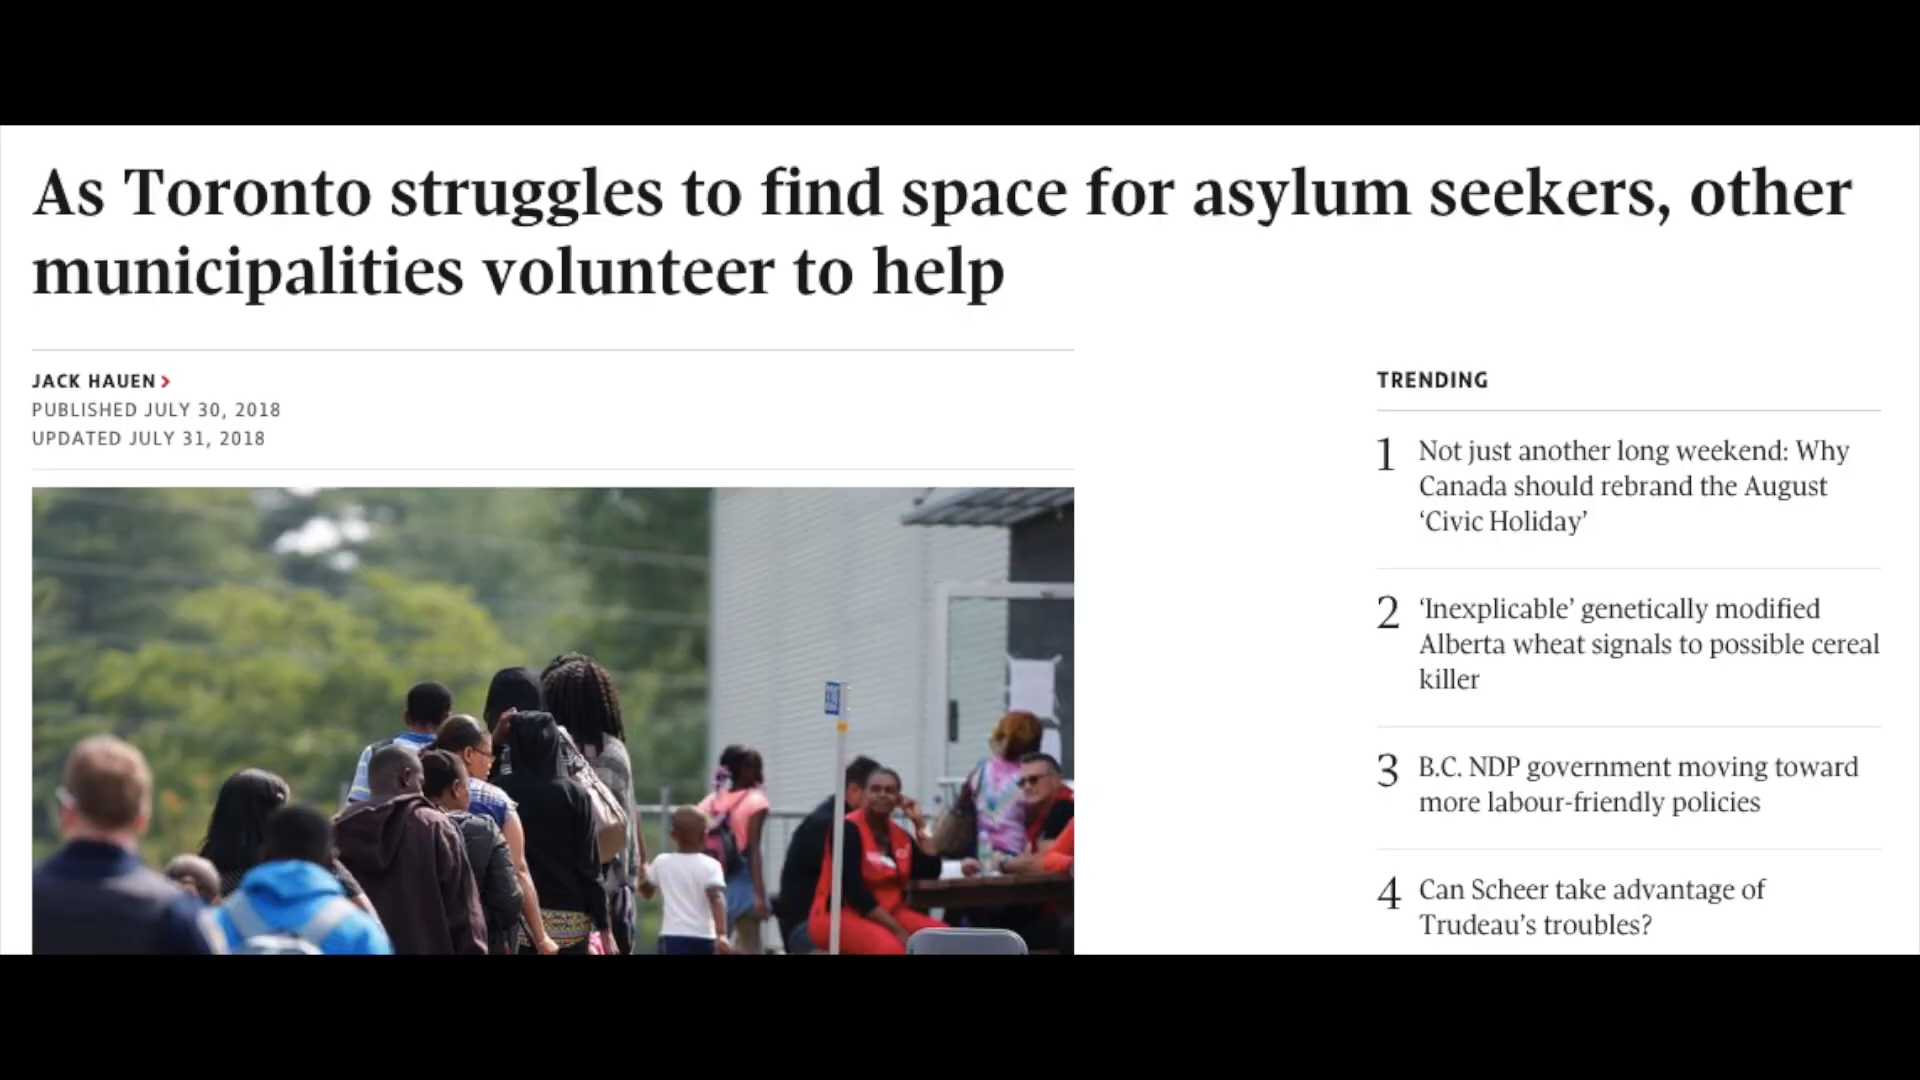 As Toronto struggles to find space for asylum seekers, other
municipalities volunteer to help
JACK HAUEN
PUBLISHED JULY 30, 2018
UPDATED JULY 31, 2018
TRENDING
1 Not just another long weekend: Why
Canada should rebrand the August
‘Civic Holiday’
2 ‘Inexplicable’ genetically modified
Alberta wheat signals to possible cereal
killer
3 B.C. NDP government moving toward
more labour-friendly policies
4 Can Scheer take advantage of
Trudeau’s troubles?